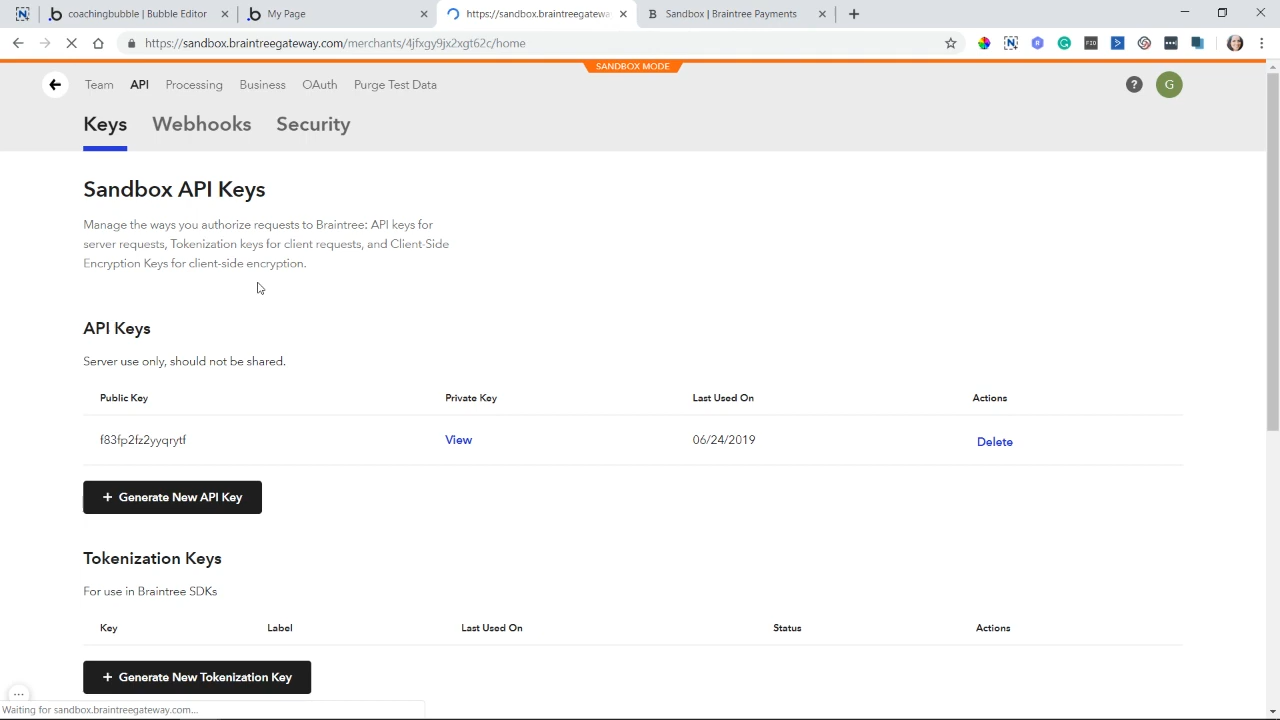 coachingbubble | Bubble Editor
My Page
https://sandbox.braintreegatewa
Sandbox | Braintree Payments
https://sandbox.braintreegateway.com/merchants/4jfxgy9jx2xgt62c/home
SANDBOX MODE
Team API Processing Business OAuth Purge Test Data
? G
Keys Webhooks Security
Sandbox API Keys
Manage the ways you authorize requests to Braintree: API keys for
server requests, Tokenization keys for client requests, and Client-Side
Encryption Keys for client-side encryption.
API Keys
Server use only, should not be shared.
Public Key Private Key Last Used On Actions
f83fp2fz2yyqrytf View 06/24/2019 Delete
+ Generate New API Key
Tokenization Keys
For use in Braintree SDKs
Key Label Last Used On Status Actions
+ Generate New Tokenization Key
Waiting for sandbox.braintreegateway.com...